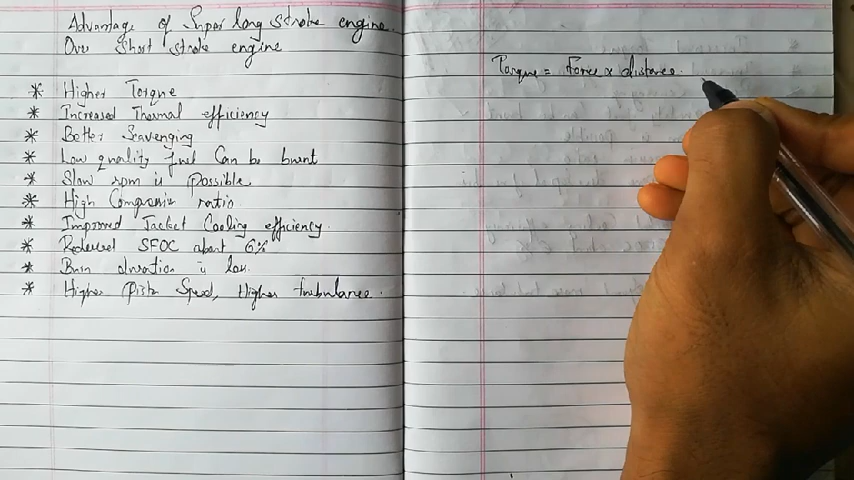 Advantage of Super long stroke engine.
Over Short stroke engine
* Higher Torque
* Increased Thermal efficiency
* Better Scavenging
* Low quality fuel Can be burnt
* Slow rpm is possible
* High Compression ratio
* Improved Jacket Cooling efficiency.
* Reduced SFOC about 6%
* Burn duration is low.
* Higher piston Speed, Higher turbulance.
Torque = Force x distance.